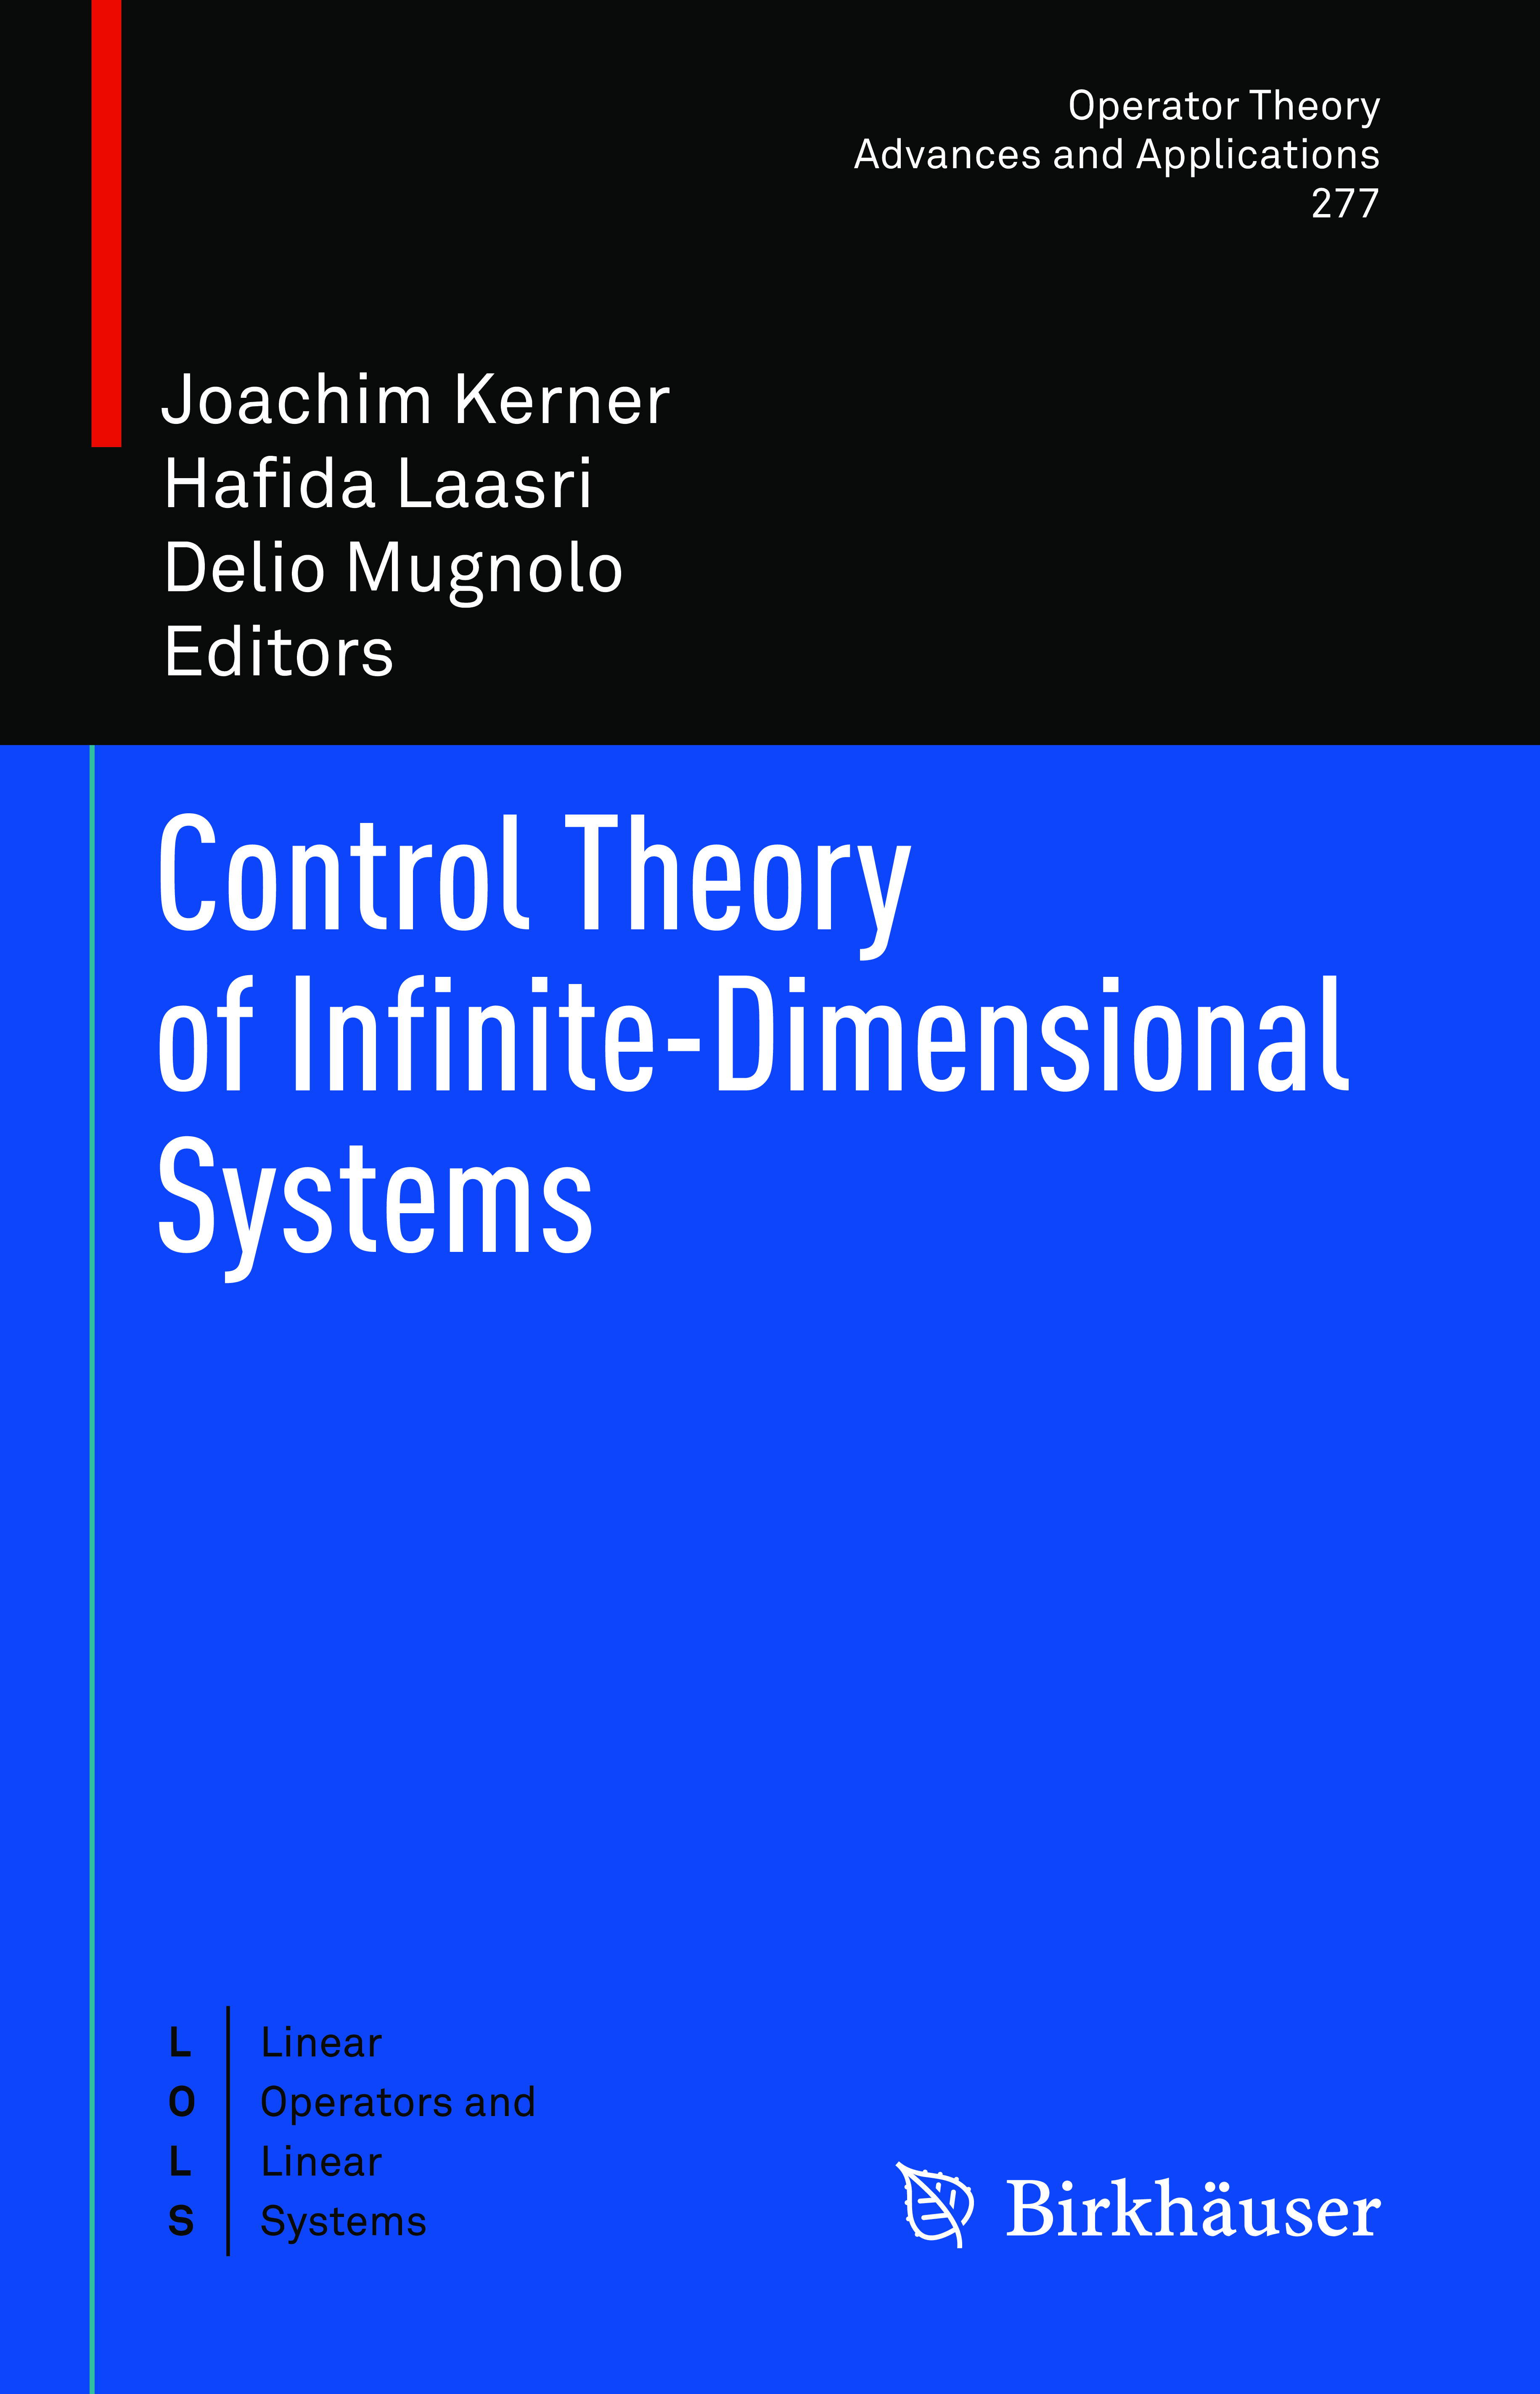 Operator Theory
Advances and Applications
277
Joachim Kerner
Hafida Laasri
Delio Mugnolo
Editors
Control Theory
of Infinite-Dimensional
Systems
L Linear
O Operators and
L Linear
S Systems
Birkhäuser